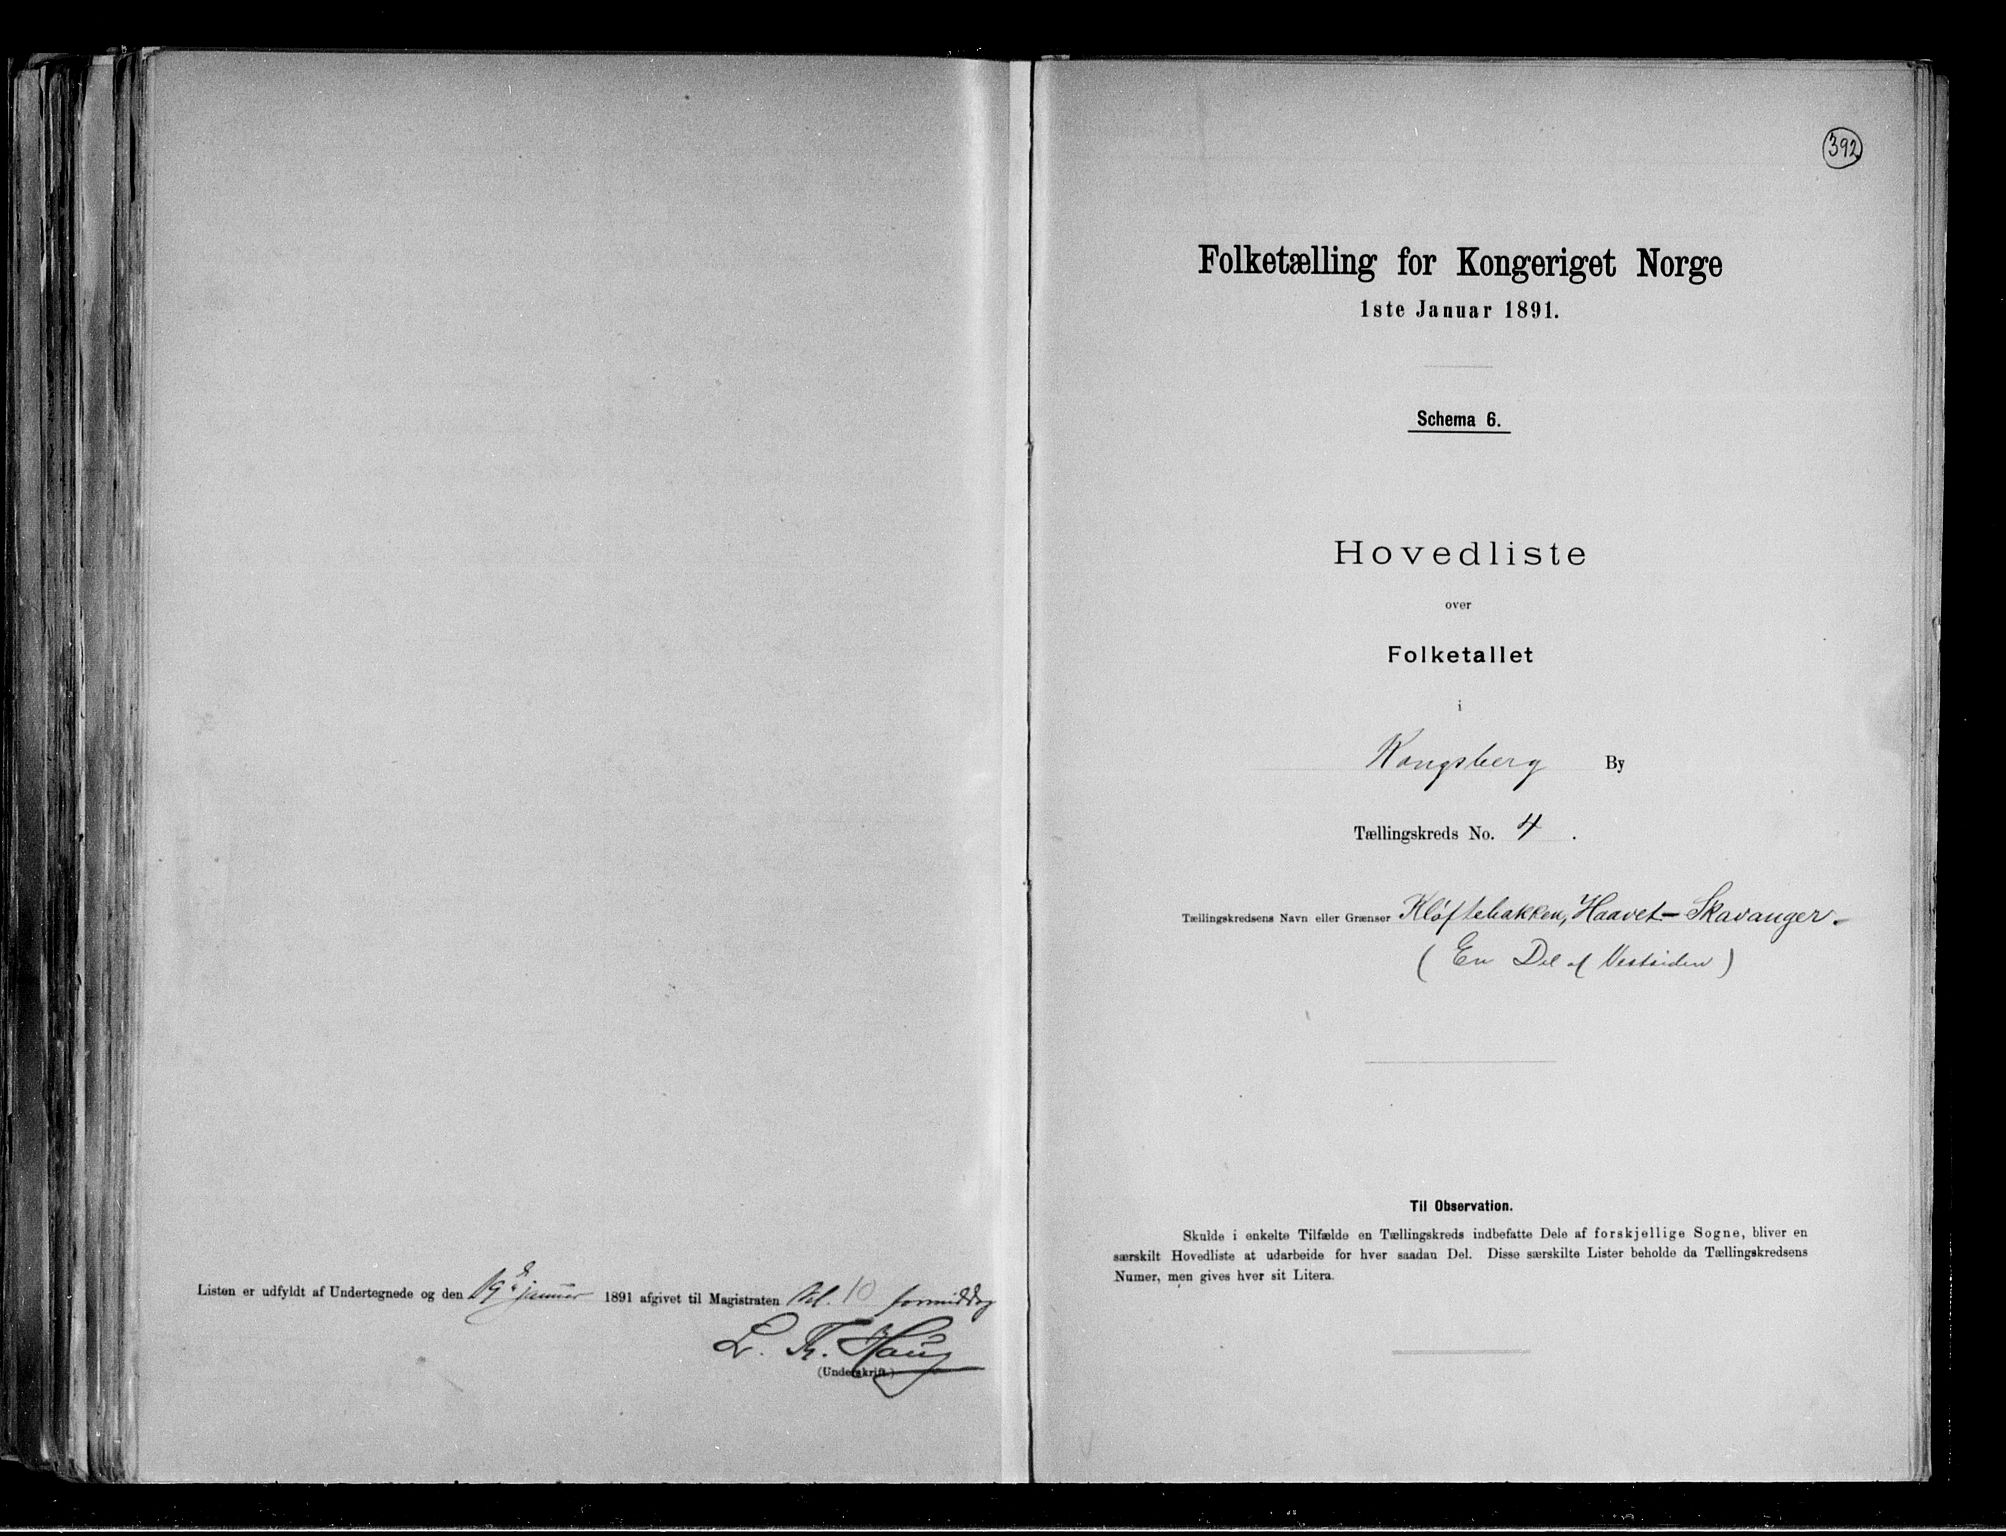 Listen er udfyldt af Undertegnede og den 19de januar 1891 afgivet til Magistraten kl. 10 formiddag
L. Th. Haug
(Underskrift.)
392
Folketælling for Kongeriget Norge
1ste Januar 1891.
Schema 6.
Hovedliste
over
Folketallet
i
Kongsberg By
Tællingskreds No. 4.
Tællingskredsens Navn eller Grænser Kløftebakken, Haavet - Skavanger -
(En Del af Vestsiden)
Til Observation.
Skulde i enkelte Tilfælde en Tællingskreds indbefatte Dele af forskjellige Sogne, bliver en
særskilt Hovedliste at udarbeide for hver saadan Del. Disse særskilte Lister beholde da Tællingskredsens
Numer, men gives hver sit Litera.